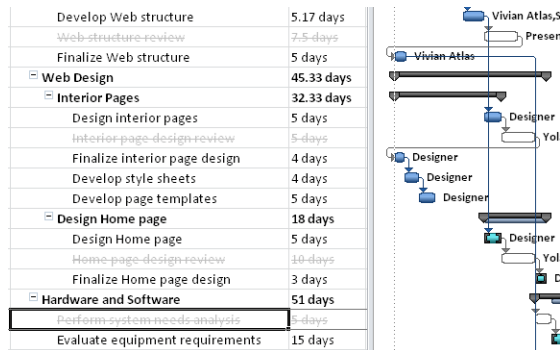 Develop Web structure 5.17 days Vivian Atlas,S
Web structure review 7.5 days Presen
Finalize Web structure 5 days Vivian Atlas
Web Design 45.33 days
Interior Pages 32.33 days
Design interior pages 5 days Designer
Interior page design review 5 days Yol
Finalize interior page design 4 days Designer
Develop style sheets 4 days Designer
Develop page templates 5 days Designer
Design Home page 18 days
Design Home page 5 days Designer
Home page design review 10 days Yol
Finalize Home page design 3 days D
Hardware and Software 51 days
Perform system needs analysis 5 days
Evaluate equipment requirements 15 days